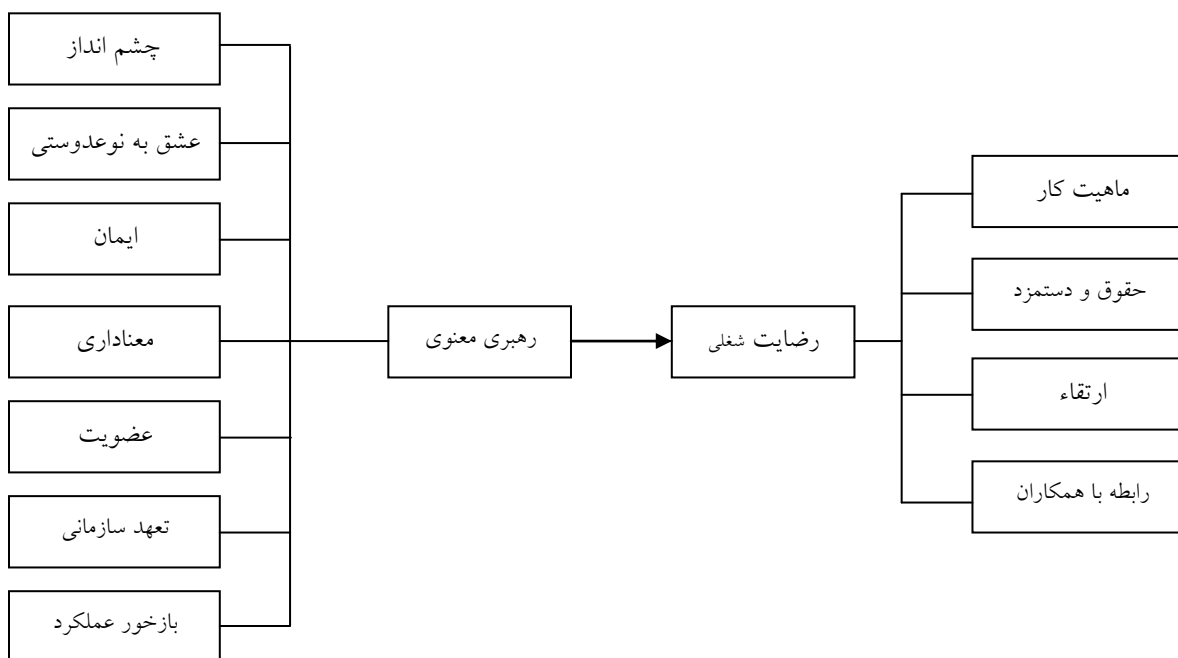 چشم انداز
عشق به نوعدوستی
ایمان
معناداری
عضویت
تعهد سازمانی
بازخور عملکرد
رهبری معنوی
رضایت شغلی
ماهیت کار
حقوق و دستمزد
ارتقاء
رابطه با همکاران